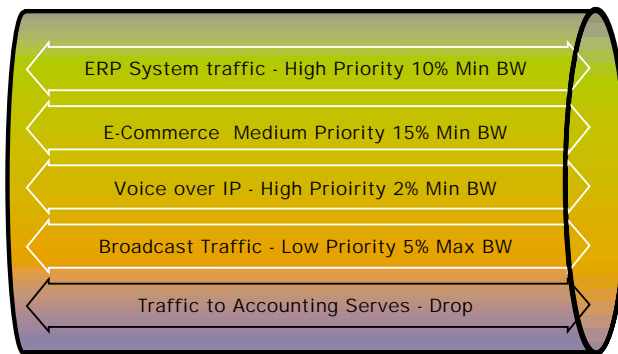 ERP System traffic - High Priority 10% Min BW
E-Commerce  Medium Priority 15% Min BW
Voice over IP - High Prioirity 2% Min BW
Broadcast Traffic - Low Priority 5% Max BW
Traffic to Accounting Serves - Drop